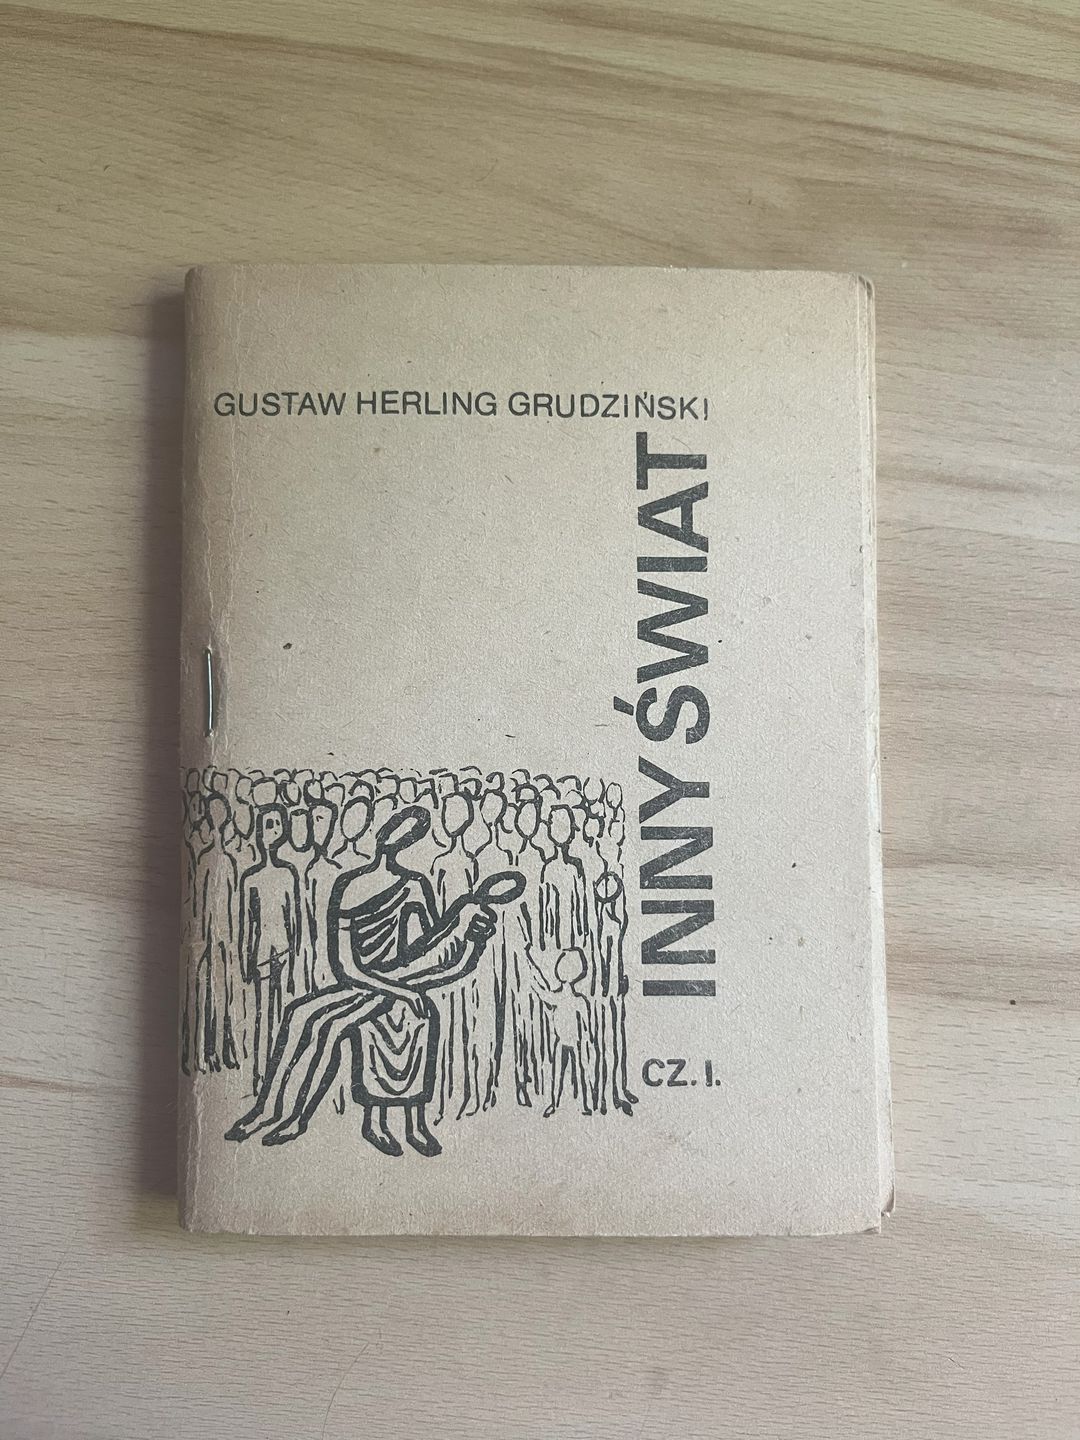 GUSTAW HERLING GRUDZIŃSKI
INNY ŚWIAT
CZ. I.